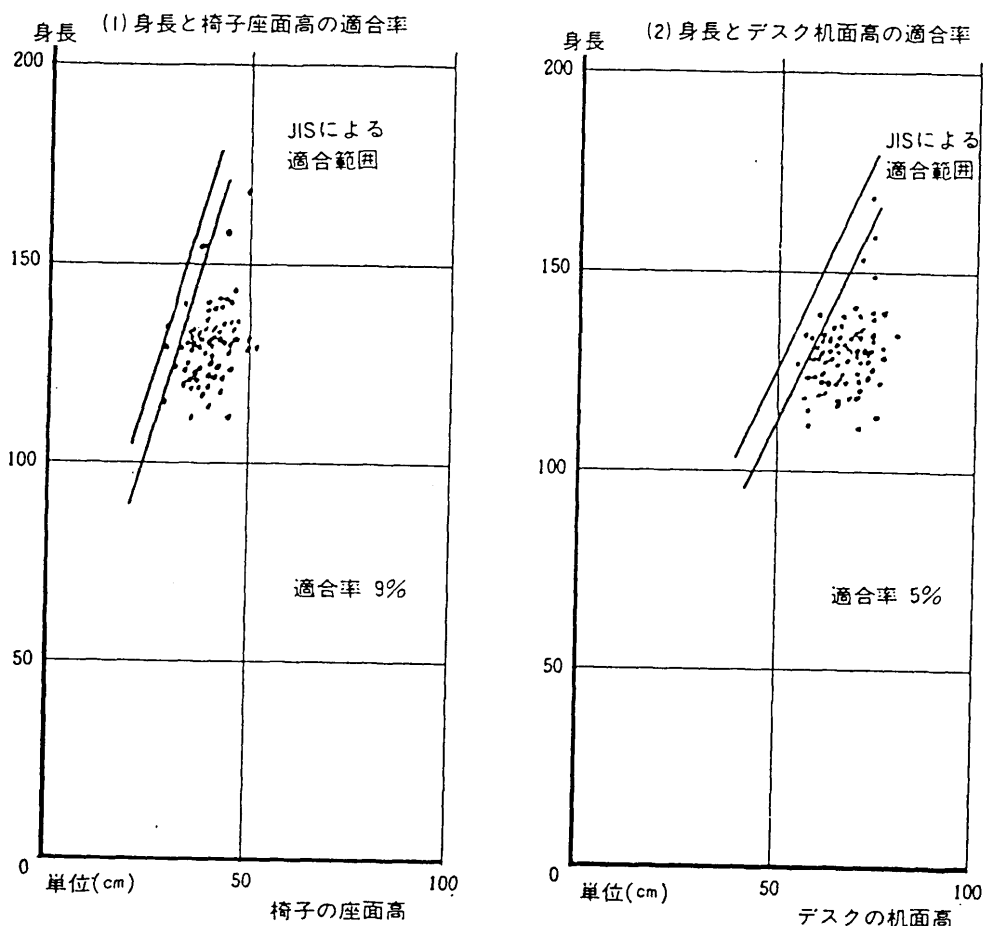 (1)身長と椅子座面高の適合率
身長
200
JISによる
適合範囲
150
100
適合率 9%
50
0
単位(cm)
50
100
椅子の座面高
(2)身長とデスク机面高の適合率
身長
200
JISによる
適合範囲
150
100
適合率 5%
50
0
単位(cm)
50
100
デスクの机面高